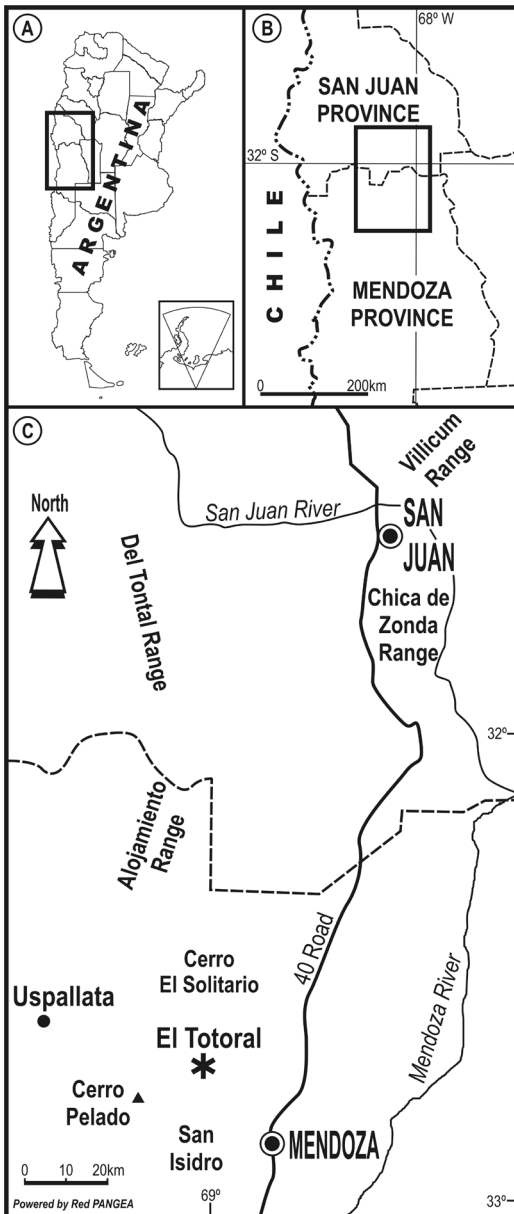 A
ARGENTINA
B
68º W
SAN JUAN
PROVINCE
32º S
CHILE
MENDOZA
PROVINCE
0 200km
C
Villicum
Range
North
San Juan River
SAN
JUAN
Del Tontal Range
Chica de
Zonda
Range
32º
Alojamiento
Range
40 Road
Cerro
El Solitario
Mendoza River
Uspallata
El Totoral
Cerro
Pelado
San
Isidro
MENDOZA
0 10 20km
69º
33º
Powered by Red PANGEA